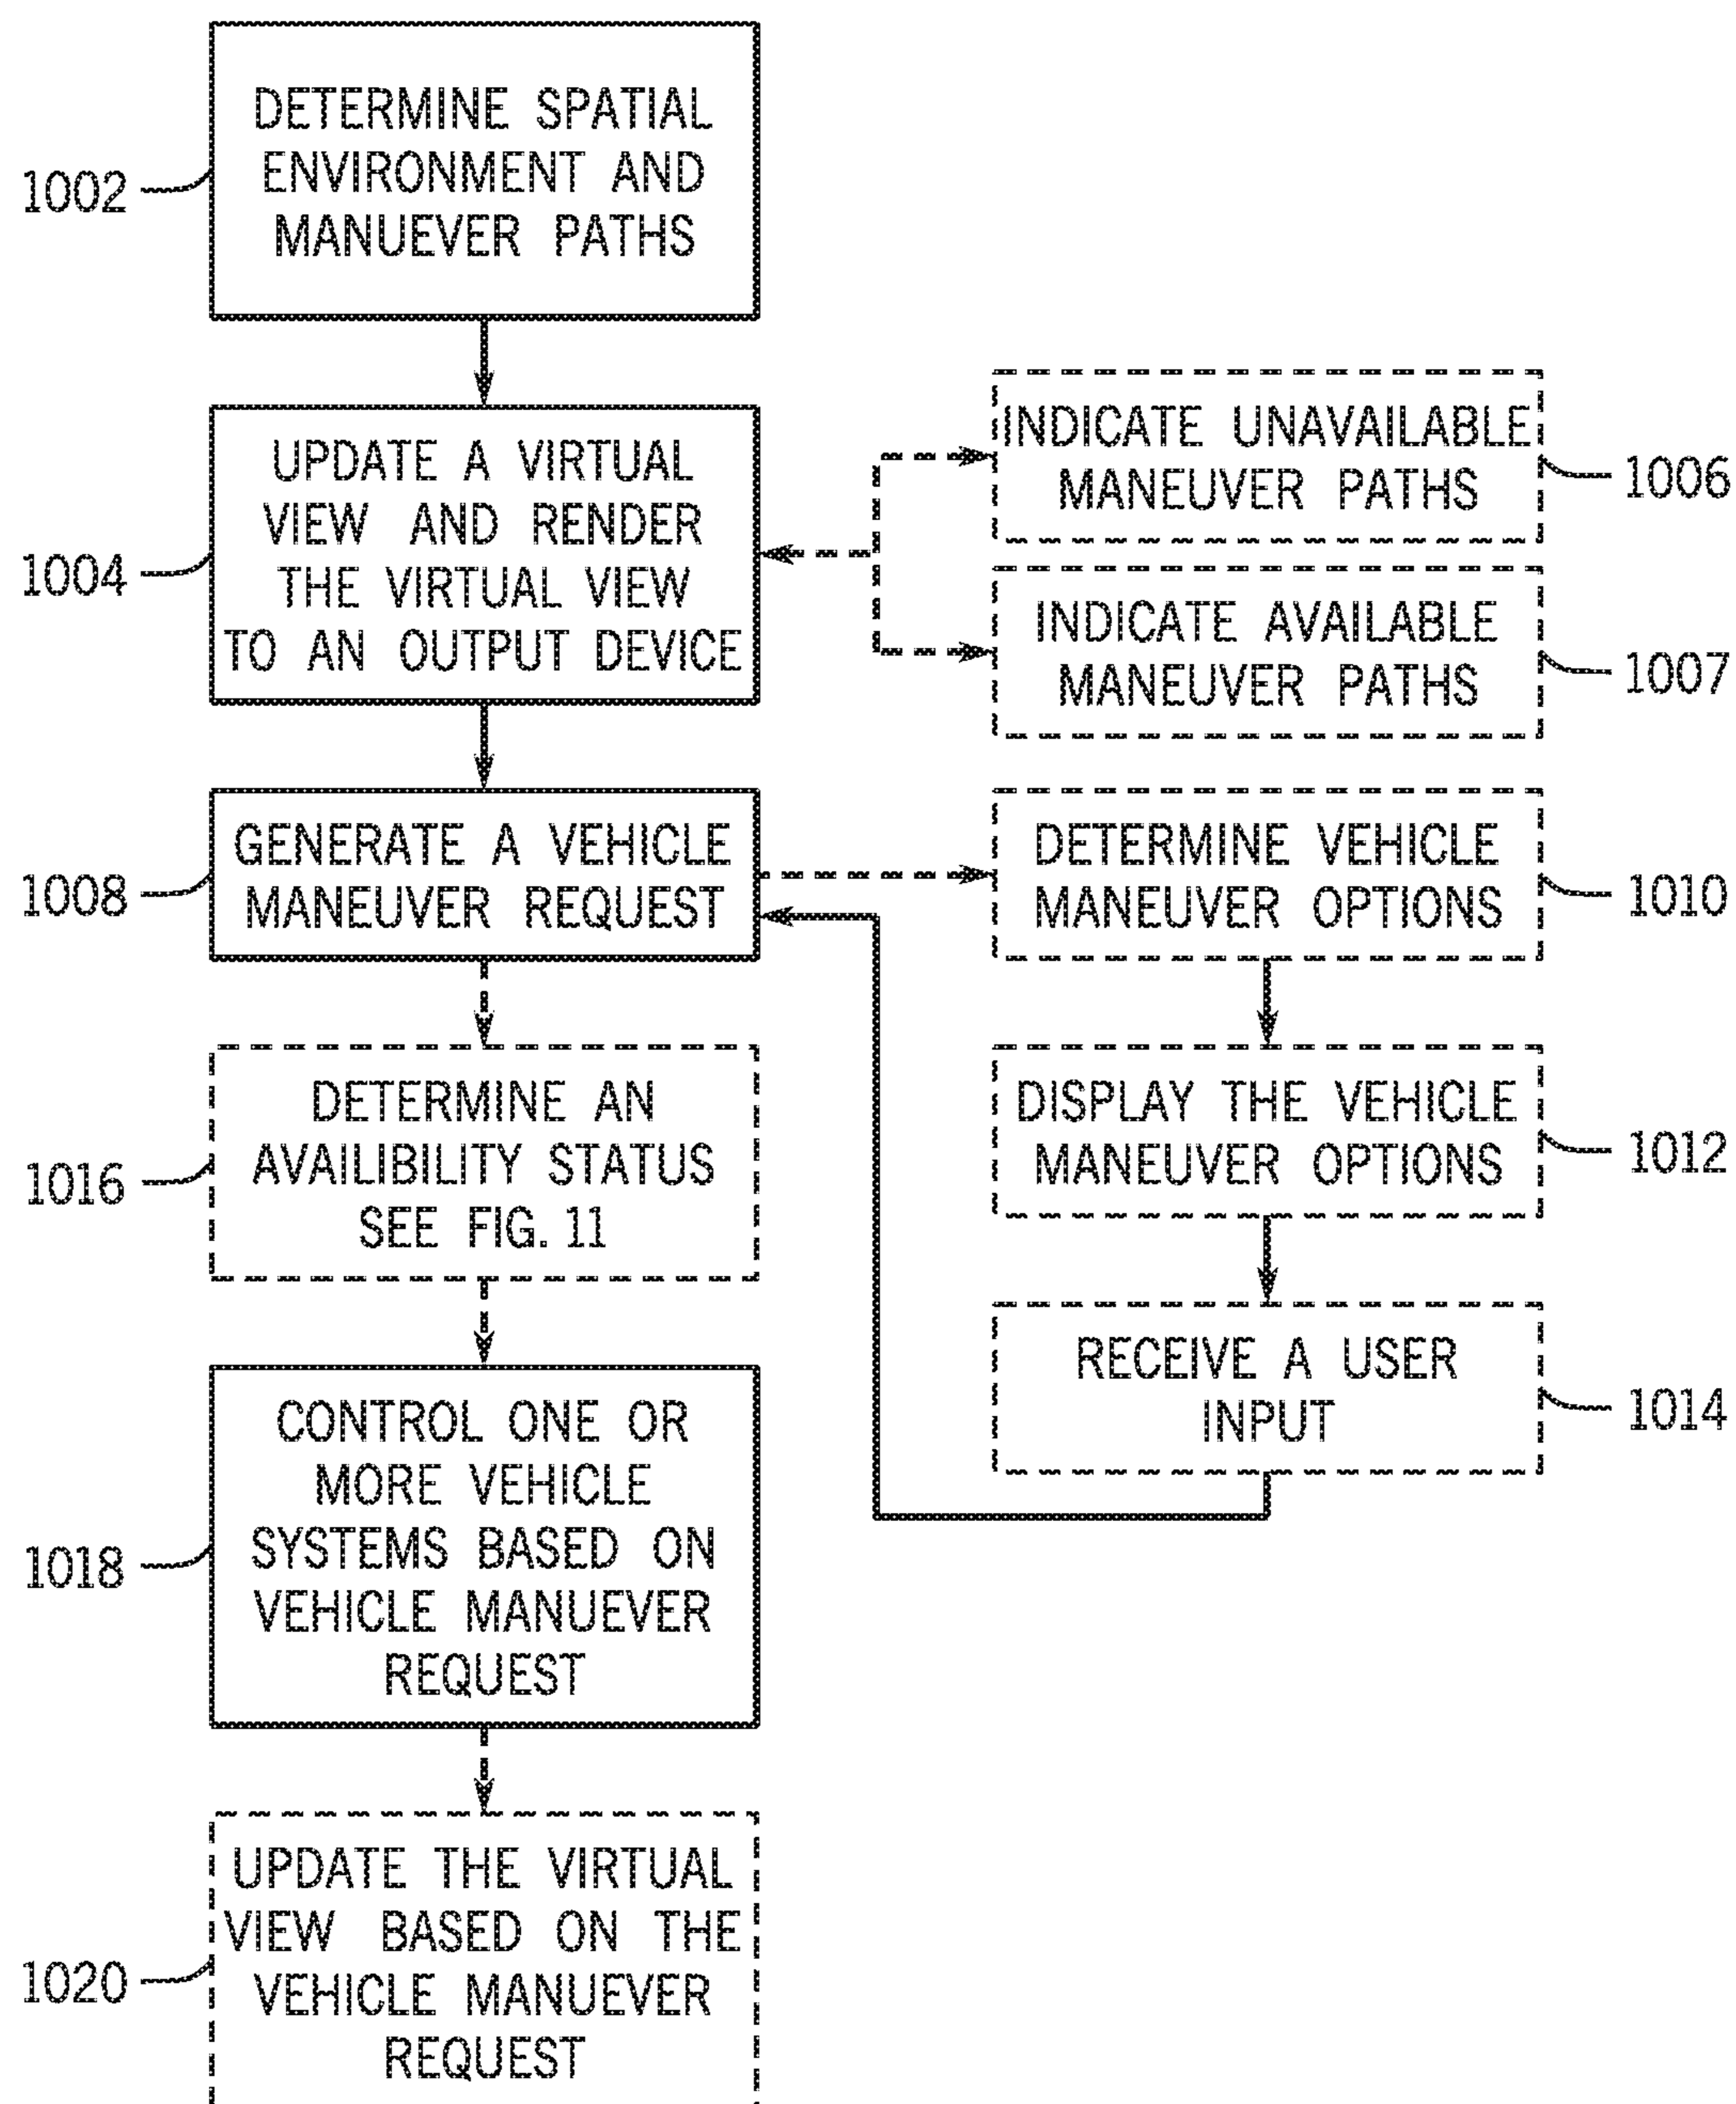 DETERMINE SPATIAL
ENVIRONMENT AND
MANUEVER PATHS
1002
UPDATE A VIRTUAL
VIEW AND RENDER
THE VIRTUAL VIEW
TO AN OUTPUT DEVICE
1004
INDICATE UNAVAILABLE
MANEUVER PATHS
1006
INDICATE AVAILABLE
MANEUVER PATHS
1007
GENERATE A VEHICLE
MANEUVER REQUEST
1008
DETERMINE VEHICLE
MANEUVER OPTIONS
1010
DISPLAY THE VEHICLE
MANEUVER OPTIONS
1012
RECEIVE A USER
INPUT
1014
DETERMINE AN
AVAILIBILITY STATUS
SEE FIG. 11
1016
CONTROL ONE OR
MORE VEHICLE
SYSTEMS BASED ON
VEHICLE MANUEVER
REQUEST
1018
UPDATE THE VIRTUAL
VIEW BASED ON THE
VEHICLE MANUEVER
REQUEST
1020